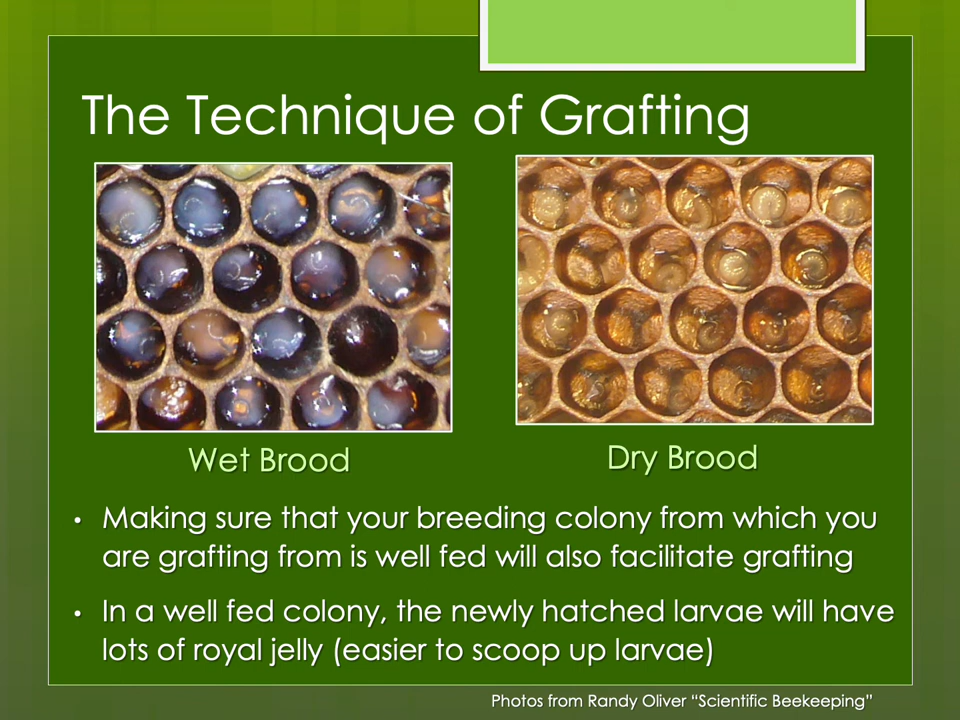 The Technique of Grafting
Wet Brood
Dry Brood
• Making sure that your breeding colony from which you
are grafting from is well fed will also facilitate grafting
• In a well fed colony, the newly hatched larvae will have
lots of royal jelly (easier to scoop up larvae)
Photos from Randy Oliver “Scientific Beekeeping”